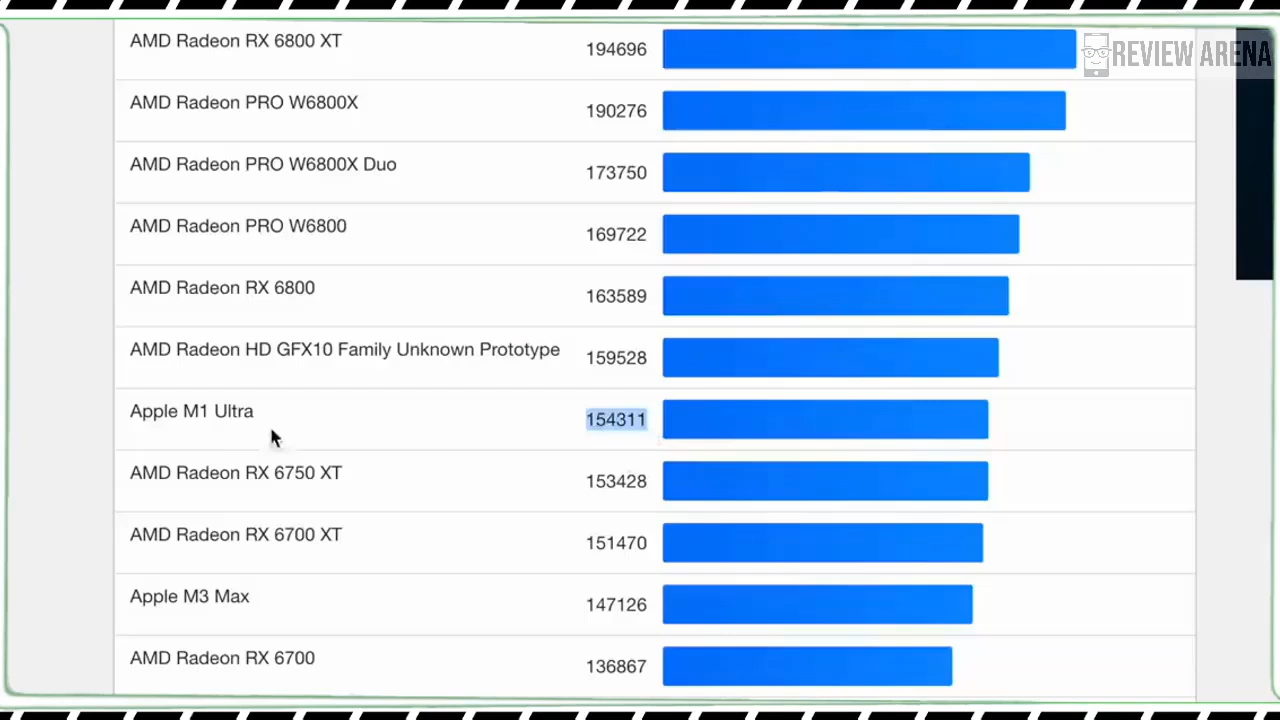 AMD Radeon RX 6800 XT 194696
REVIEW ARENA
AMD Radeon PRO W6800X 190276
AMD Radeon PRO W6800X Duo 173750
AMD Radeon PRO W6800 169722
AMD Radeon RX 6800 163589
AMD Radeon HD GFX10 Family Unknown Prototype 159528
Apple M1 Ultra 154311
AMD Radeon RX 6750 XT 153428
AMD Radeon RX 6700 XT 151470
Apple M3 Max 147126
AMD Radeon RX 6700 136867